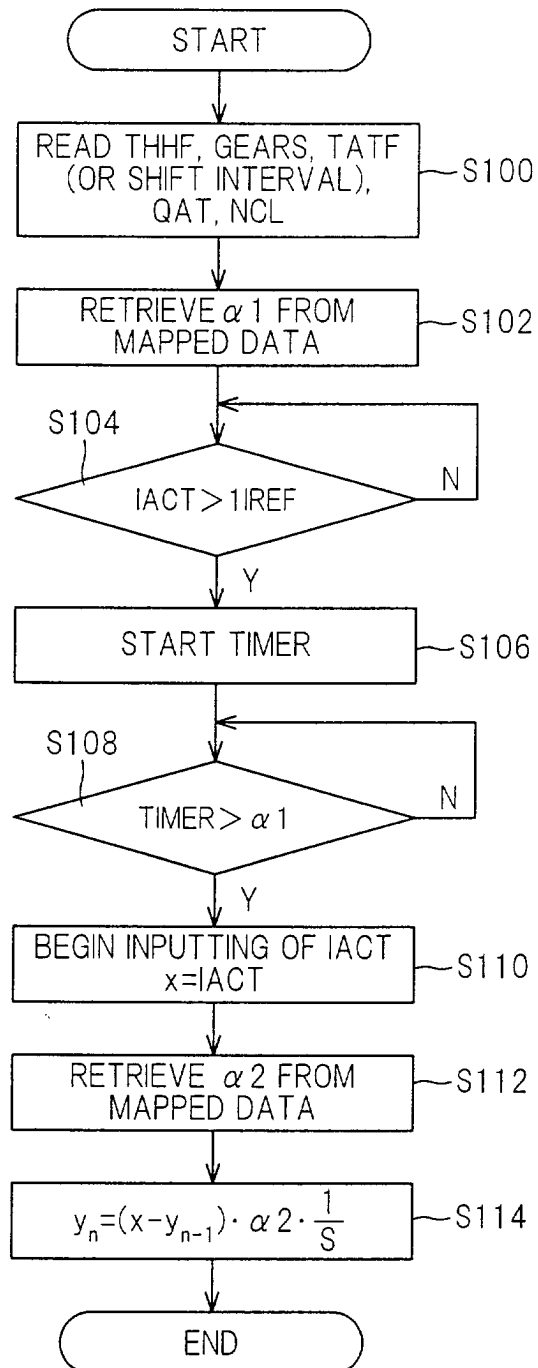 START
READ THHF, GEARS, TATF
(OR SHIFT INTERVAL),
QAT, NCL
S100
RETRIEVE α1 FROM
MAPPED DATA
S102
S104
IACT>1IREF
N
Y
START TIMER
S106
S108
TIMER> α1
N
Y
BEGIN INPUTTING OF IACT
x=IACT
S110
RETRIEVE α2 FROM
MAPPED DATA
S112
yₙ=(x-yₙ₋₁)· α2· 1/S
S114
END